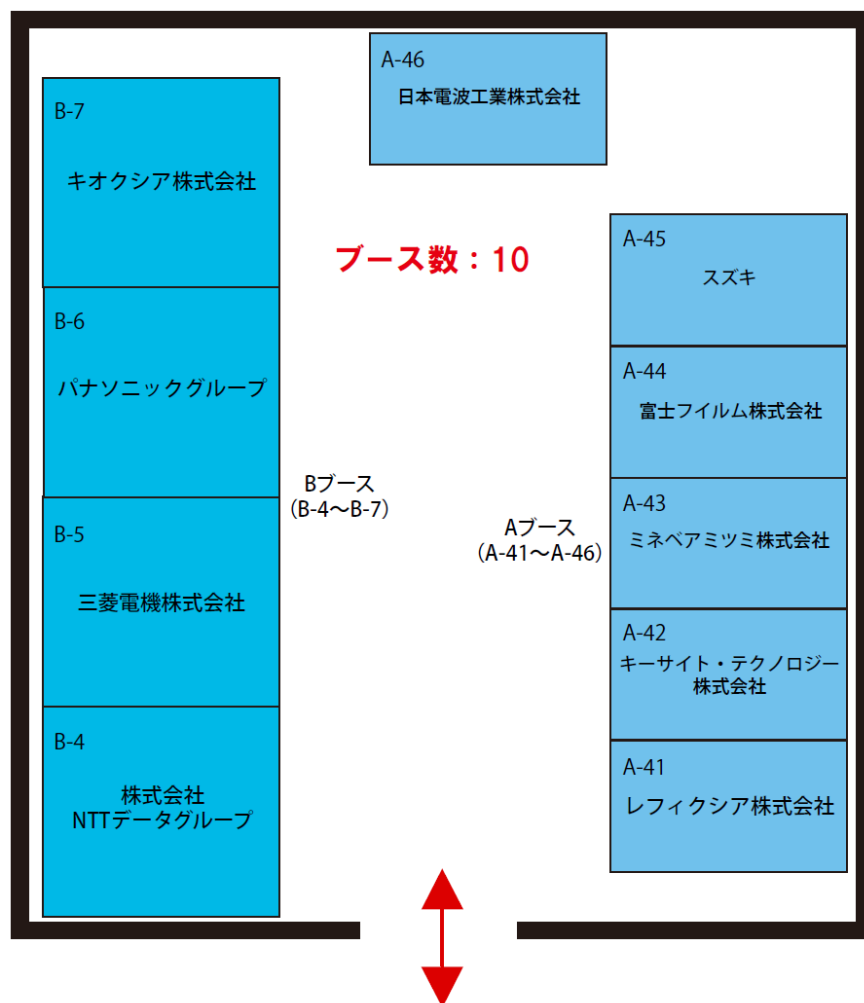 A-46
日本電波工業株式会社
B-7
キオクシア株式会社
ブース数：10
A-45
スズキ
B-6
パナソニックグループ
A-44
富士フイルム株式会社
Bブース
（B-4～B-7）
A-43
ミネベアミツミ株式会社
Aブース
（A-41～A-46）
B-5
三菱電機株式会社
A-42
キーサイト・テクノロジー
株式会社
B-4
株式会社
NTTデータグループ
A-41
レフィクシア株式会社